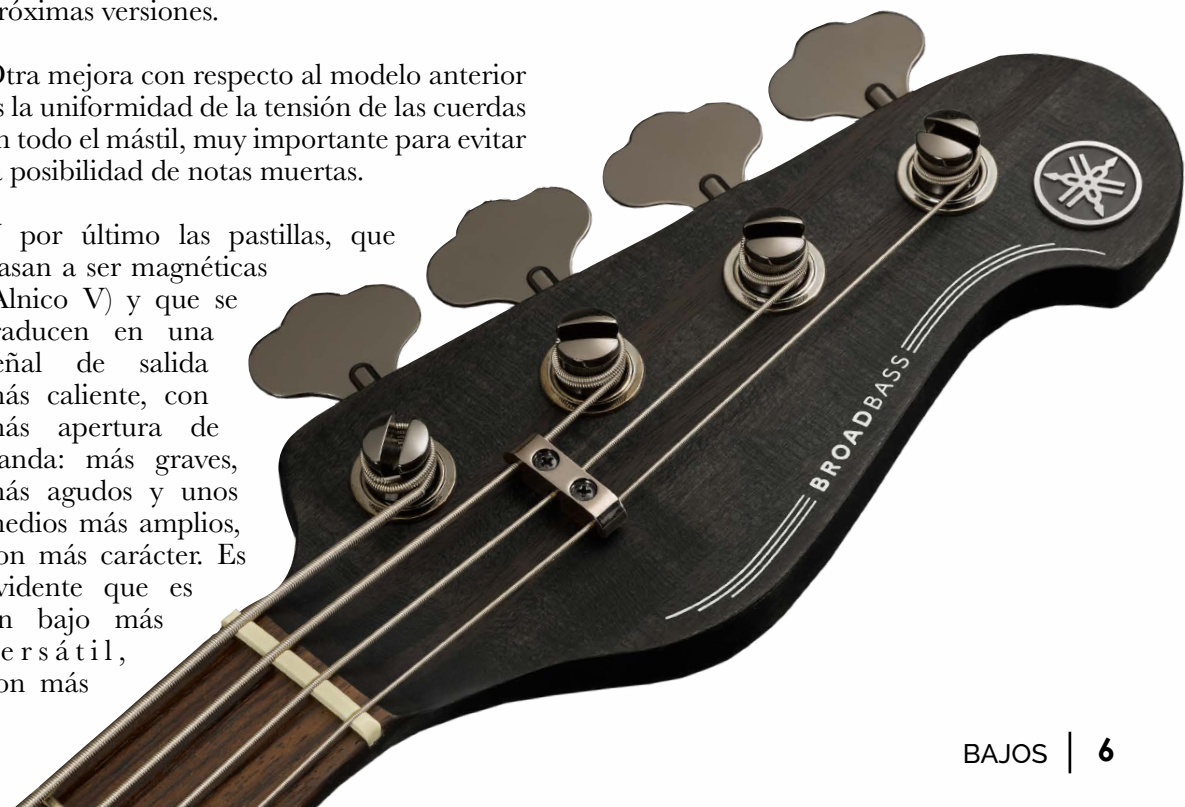 róximas versiones.
tra mejora con respecto al modelo anterior
s la uniformidad de la tensión de las cuerdas
n todo el mástil, muy importante para evitar
a posibilidad de notas muertas.
por último las pastillas, que
asan a ser magnéticas
Alnico V) y que se
raducen en una
eñal de salida
más caliente, con
más apertura de
anda: más graves,
más agudos y unos
medios más amplios,
on más carácter. Es
vidente que es
n bajo más
ersátil,
on más
BROADBASS
BAJOS | 6